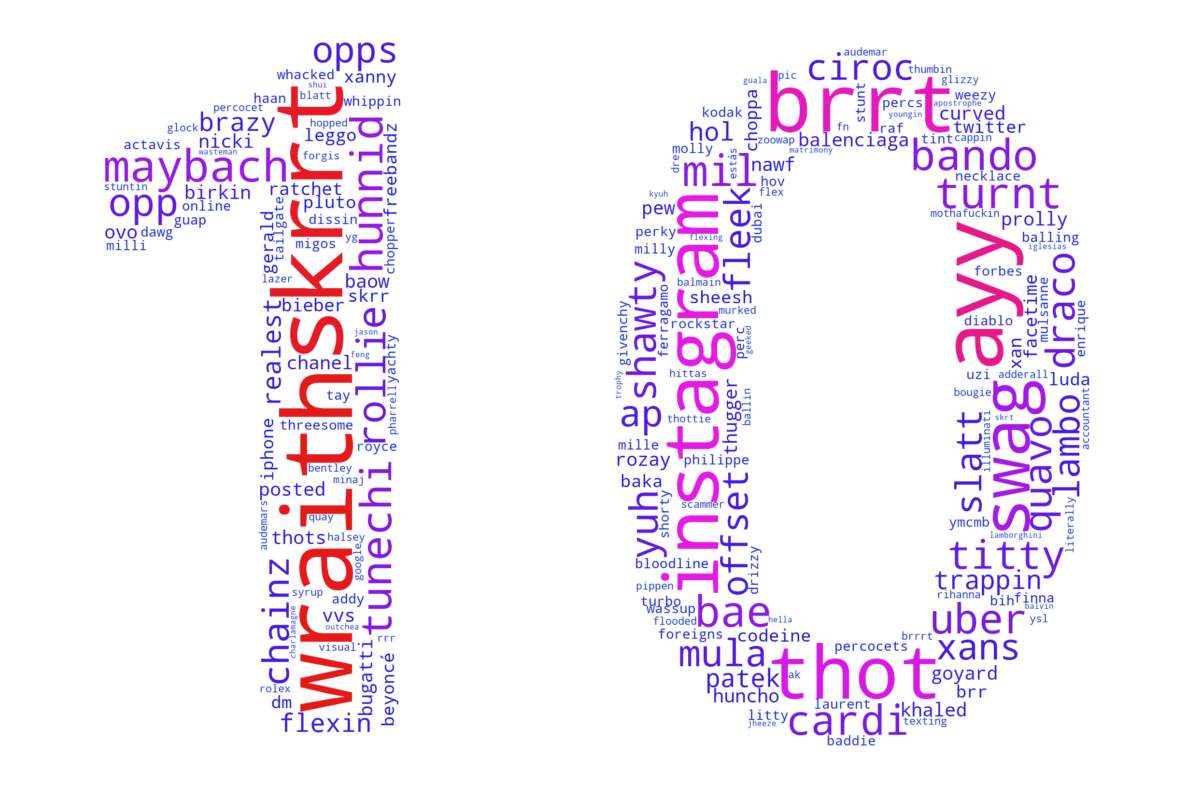 opps
whacked
xanny
shui
haan
blatt
whippin
percocet
skrrt
glock
brazy
hopped
leggo
actavis
nicki
wasteman
forgis
hunnid
freebandz
maybach
stuntin
birkin
ratchet
opp
online
pluto
guap
dissin
ovo
dawg
milli
gerald
tailgate
migos
yg
chopper
lazer
baow
skrr
bieber
realest
rollie
jason
feng
chanel
yachty
wraiths
tay
pharrell
threesome
iphone
royce
bentley
minaj
posted
tunechi
audemars
quay
thots
halsey
google
chainz
syrup
addy
vvs
outchea
charlamagne
visual
rrr
bugatti
beyoncé
rolex
dm
flexin
audemar
ciroc
thumbin
guala
pic
brrt
glizzy
choppa
stunt
percs
weezy
apostrophe
kodak
youngin
curved
hol
fn
raf
twitter
zoowap
balenciaga
tint
cappin
molly
matrimony
bando
dre
mil
estás
nawf
necklace
kyuh
hov
flex
turnt
pew
fleek
dubai
mothafuckin
prolly
perky
flexing
ayy
balling
milly
iglesias
instagram
shawty
forbes
draco
balmain
facetime
mulsanne
sheesh
givenchy
ferragamo
murked
rockstar
perc
geeked
diablo
xan
enrique
trophy
hittas
uzi
adderall
luda
thugger
ballin
bougie
swag
lambo
ap
thottie
slatt
skrt
quavo
accountant
mille
illuminati
rozay
philippe
baka
offset
yuh
shorty
scammer
ymcmb
literally
lamborghini
bloodline
drizzy
titty
pippen
trappin
turbo
wassup
bae
rihanna
bih
finna
balvin
flooded
hella
uber
ysl
foreigns
codeine
brrrt
mula
percocets
xans
thot
patek
ak
goyard
huncho
brr
laurent
litty
cardi
khaled
jheeze
texting
baddie